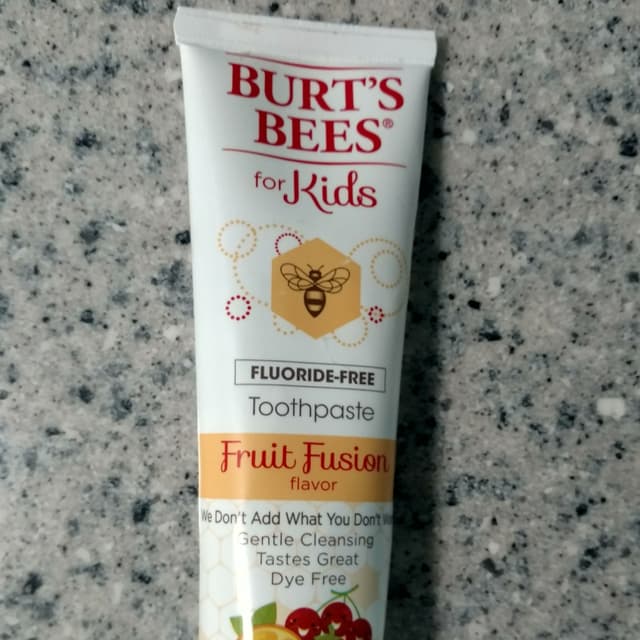 BURT'S
BEES®
for Kids
FLUORIDE-FREE
Toothpaste
Fruit Fusion
flavor
We Don't Add What You Don't
Gentle Cleansing
Tastes Great
Dye Free